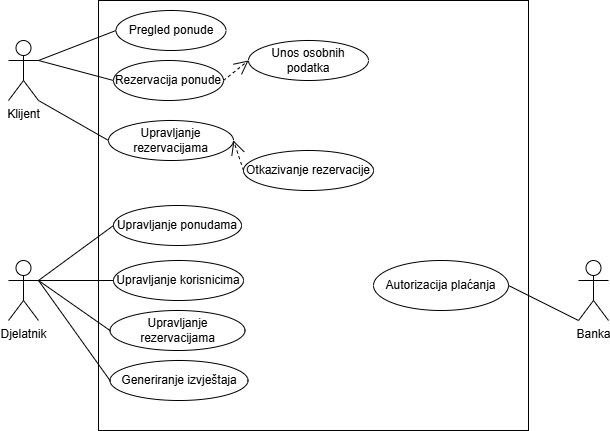 Pregled ponude
Klijent
Rezervacija ponude
Unos osobnih
podatka
Upravljanje
rezervacijama
Otkazivanje rezervacije
Djelatnik
Upravljanje ponudama
Upravljanje korisnicima
Upravljanje
rezervacijama
Generiranje izvještaja
Autorizacija plaćanja
Banka